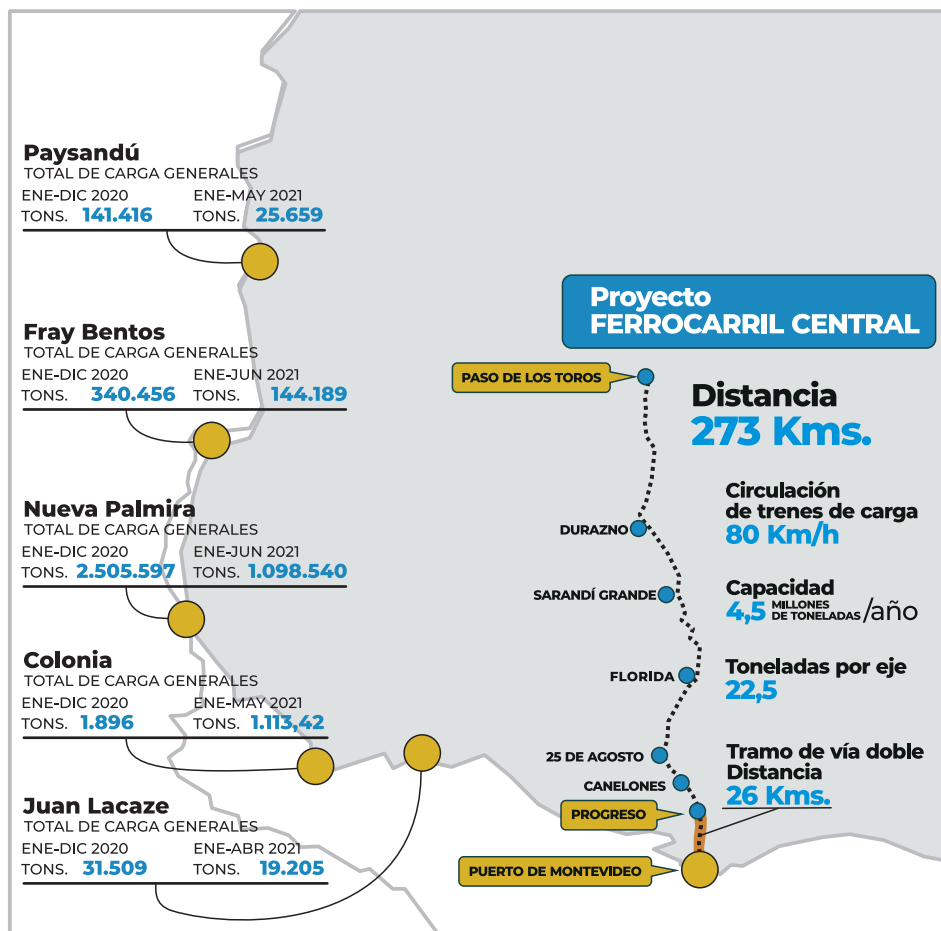 Paysandú
TOTAL DE CARGA GENERALES
ENE-DIC 2020 ENE-MAY 2021
TONS. 141.416 TONS. 25.659
Fray Bentos
TOTAL DE CARGA GENERALES
ENE-DIC 2020 ENE-JUN 2021
TONS. 340.456 TONS. 144.189
Nueva Palmira
TOTAL DE CARGA GENERALES
ENE-DIC 2020 ENE-JUN 2021
TONS. 2.505.597 TONS. 1.098.540
Colonia
TOTAL DE CARGA GENERALES
ENE-DIC 2020 ENE-MAY 2021
TONS. 1.896 TONS. 1.113,42
Juan Lacaze
TOTAL DE CARGA GENERALES
ENE-DIC 2020 ENE-ABR 2021
TONS. 31.509 TONS. 19.205
Proyecto
FERROCARRIL CENTRAL
PASO DE LOS TOROS
DURAZNO
SARANDÍ GRANDE
FLORIDA
25 DE AGOSTO
CANELONES
PROGRESO
PUERTO DE MONTEVIDEO
Distancia
273 Kms.
Circulación
de trenes de carga
80 Km/h
Capacidad
4,5 MILLONES DE TONELADAS /año
Toneladas por eje
22,5
Tramo de vía doble
Distancia
26 Kms.